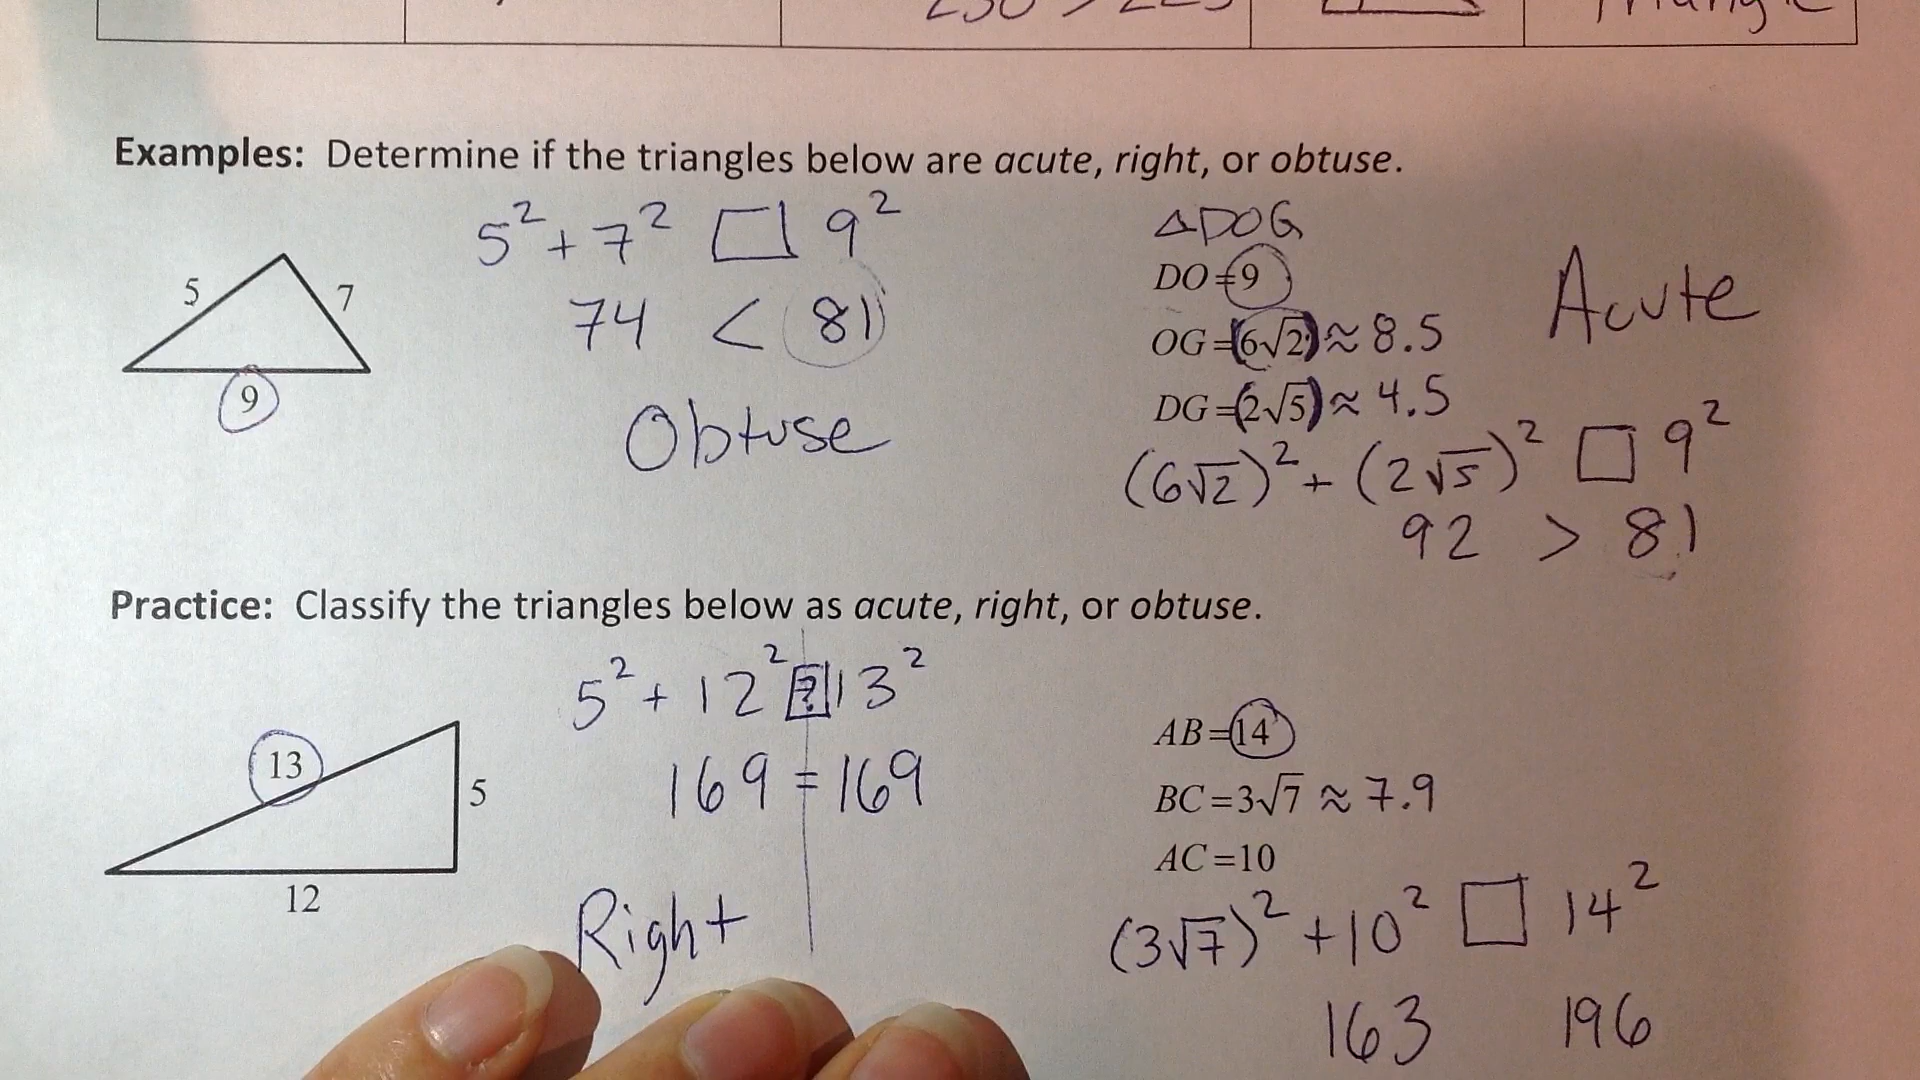 230 > 225 Triangle
Examples: Determine if the triangles below are acute, right, or obtuse.
5² + 7² □ 9²
74 < 81
Obtuse
5
7
9
△DOG
DO=9
OG=(6√2)≈8.5
DG=(2√5)≈4.5
Acute
(6√2)² + (2√5)² □ 9²
92 > 81
Practice: Classify the triangles below as acute, right, or obtuse.
5² + 12² ? 13²
169 = 169
Right
13
5
12
AB=14
BC=3√7 ≈ 7.9
AC=10
(3√7)² + 10² □ 14²
163 196